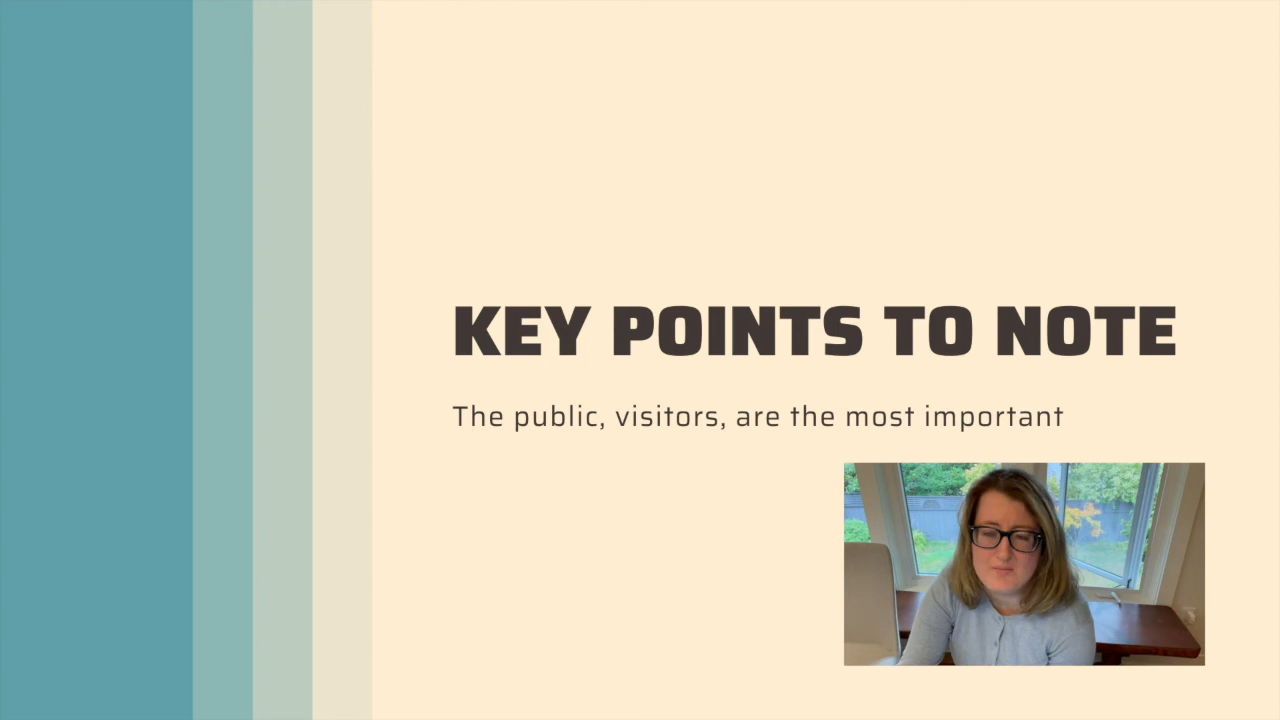 KEY POINTS TO NOTE
The public, visitors, are the most important